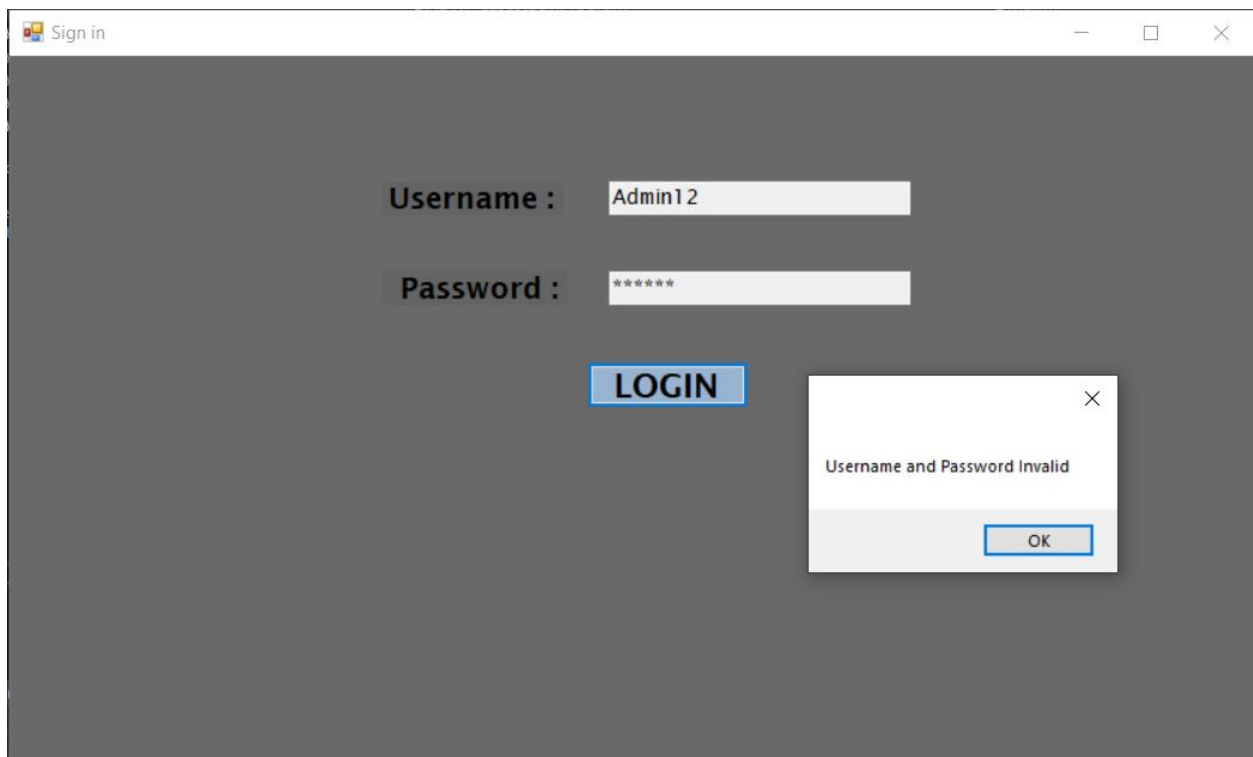 Sign in
Username :
Admin12
Password :
******
LOGIN
Username and Password Invalid
OK